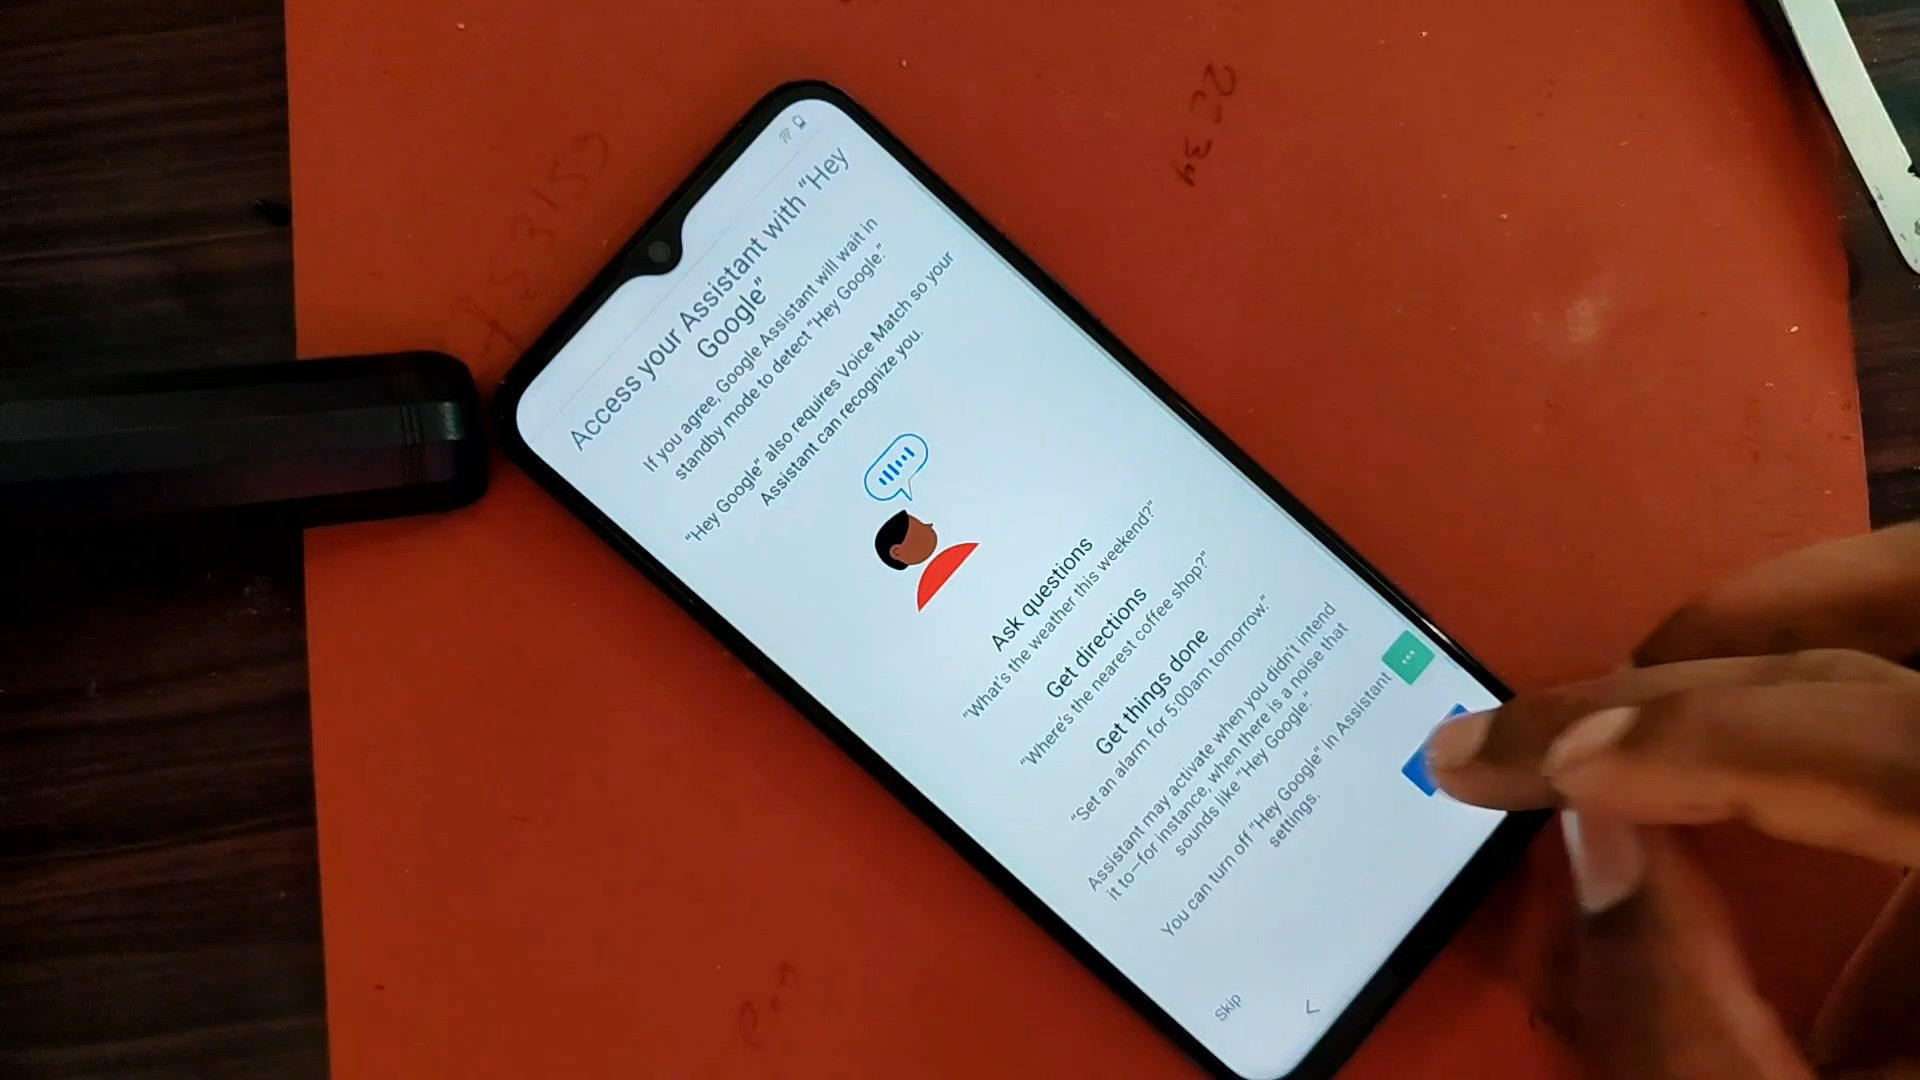 Access your Assistant with “Hey
Google”
If you agree, Google Assistant will wait in
standby mode to detect “Hey Google.”
“Hey Google” also requires Voice Match so your
Assistant can recognize you.
Ask questions
“What's the weather this weekend?”
Get directions
“Where's the nearest coffee shop?”
Get things done
“Set an alarm for 5:00am tomorrow.”
Assistant may activate when you didn't intend
it to—for instance, when there is a noise that
sounds like “Hey Google.”
You can turn off “Hey Google” in Assistant
settings.
Skip